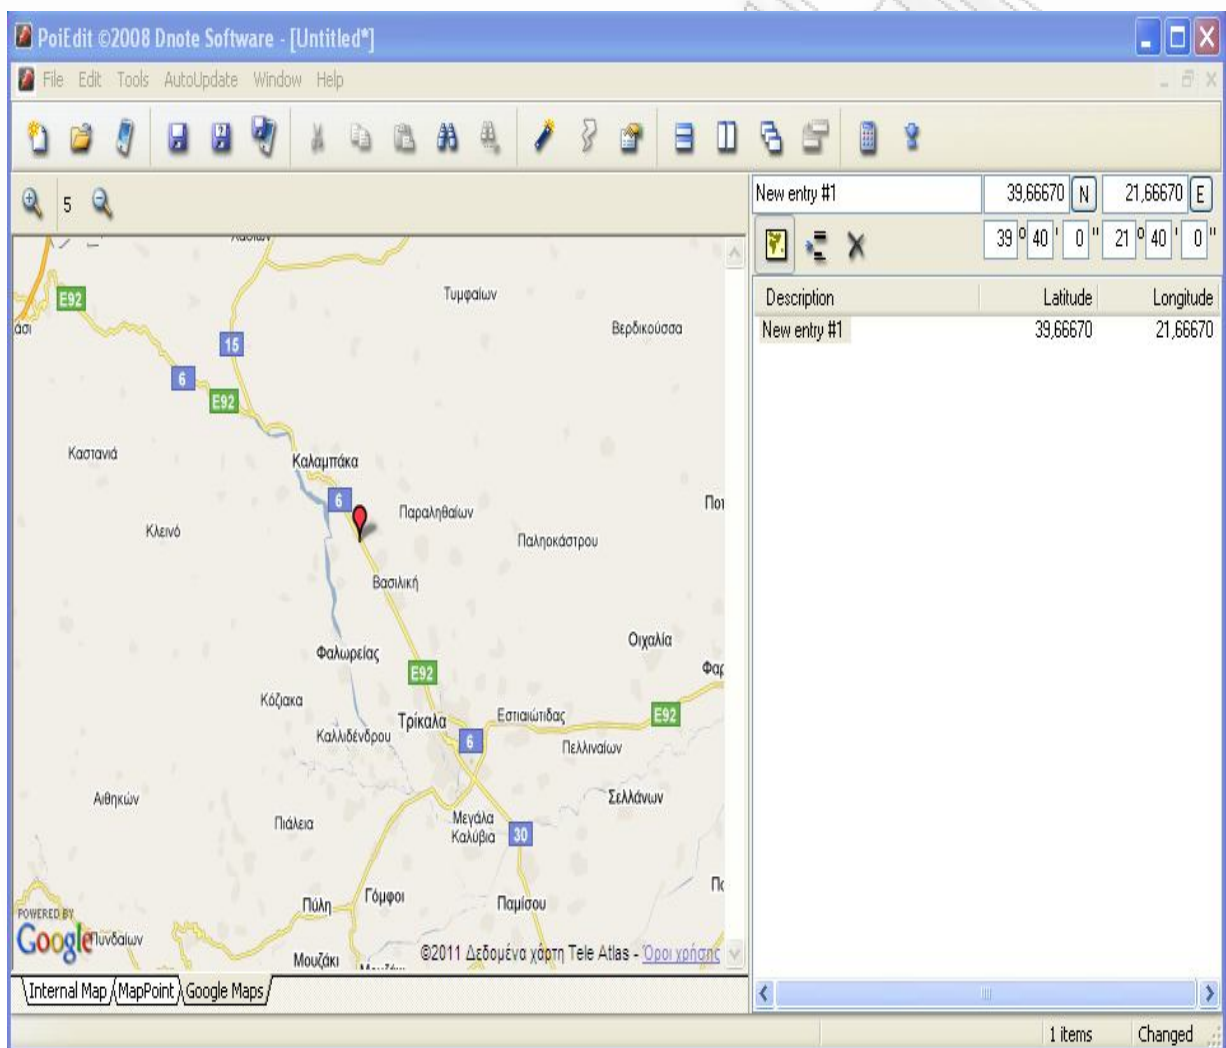 PoiEdit ©2008 Dnote Software - [Untitled*]
File Edit Tools AutoUpdate Window Help
5
New entry #1 39,66670 N 21,66670 E
39 º 40 ' 0 " 21 º 40 ' 0 "
Description Latitude Longitude
New entry #1 39,66670 21,66670
Τυμφαίων
E92
Βερδικούσσα
15
6
E92
Καστανιά
Καλαμπάκα
6
Παραληθαίων
Κλεινό
Παληοκάστρου
Βασιλική
Οιχαλία
Φαλωρείας
E92
Φαρ
Κόζιακα
Τρίκαλα
Εστιαιώτιδας
E92
Καλλιδένδρου
6
Πελλιναίων
Αιθηκών
Σελλάνων
Πιάλεια
Μεγάλα
Καλύβια
30
Γόμφοι
Πύλη
Παμίσου
POWERED BY
Google
Πινδαίων
Μουζάκι
©2011 Δεδομένα χάρτη Tele Atlas - Όροι χρήσης
Internal Map MapPoint Google Maps
1 items Changed